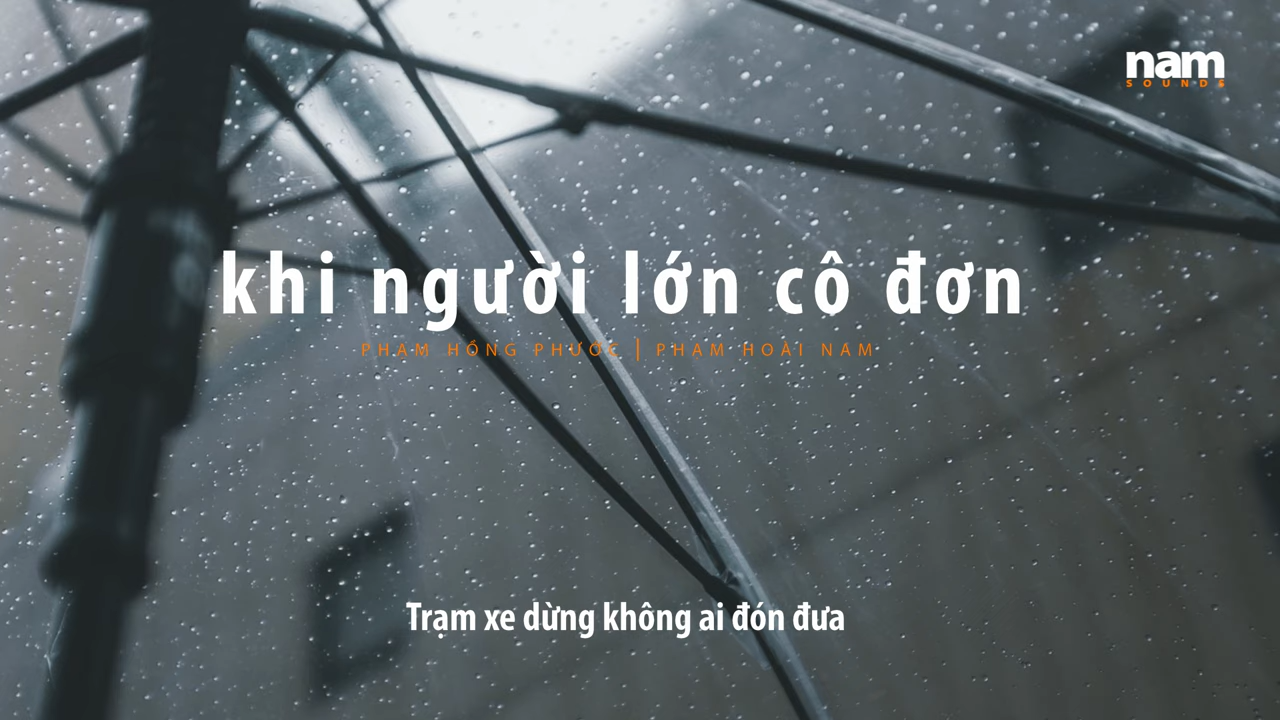 nam
SOUNDS
khi người lớn cô đơn
PHẠM HỒNG PHƯỚC | PHẠM HOÀI NAM
Trạm xe dừng không ai đón đưa